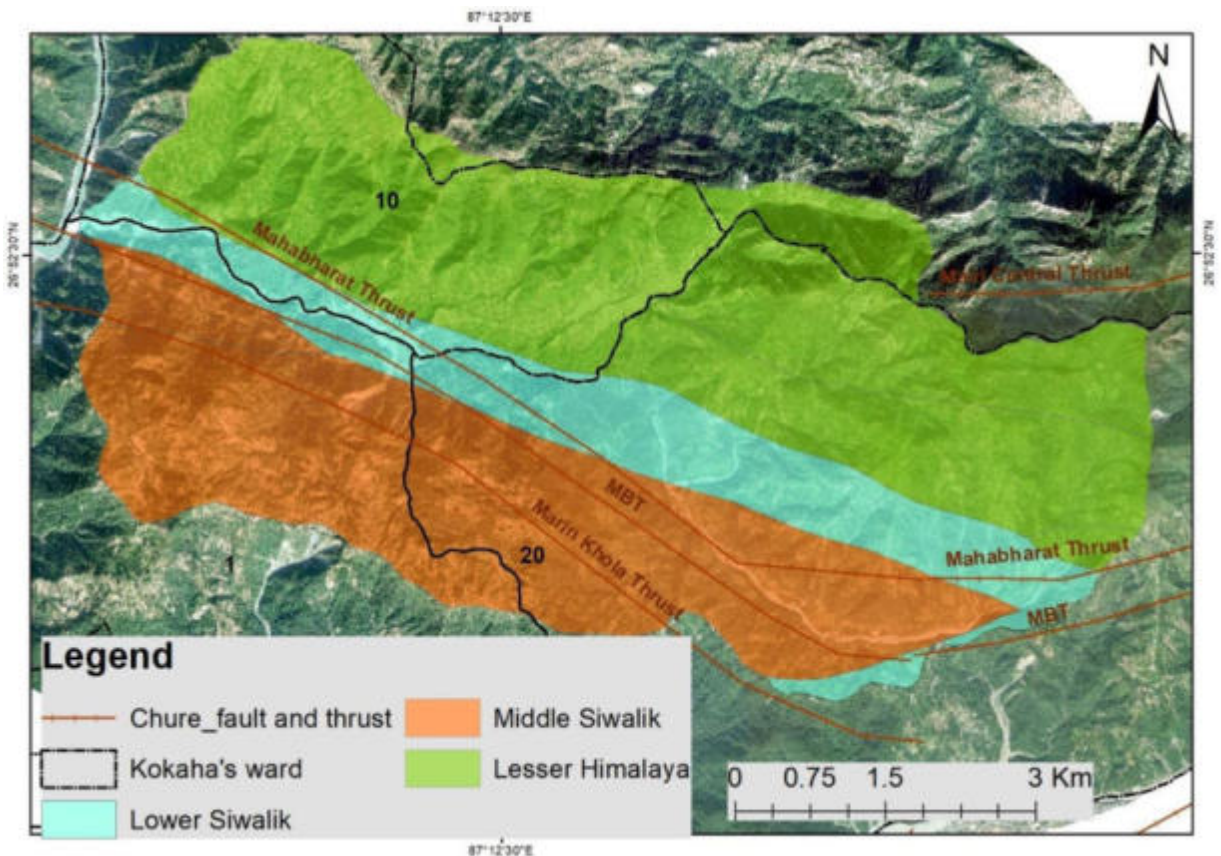 87°12'30"E
N
10
Mahabharat Thrust
26°52'30"N
26°52'30"N
Main Central Thrust
MBT
Marin Khola Thrust
20
1
Mahabharat Thrust
MBT
Legend
Chure_fault and thrust
Middle Siwalik
Kokaha's ward
Lesser Himalaya
Lower Siwalik
0 0.75 1.5 3 Km
87°12'30"E